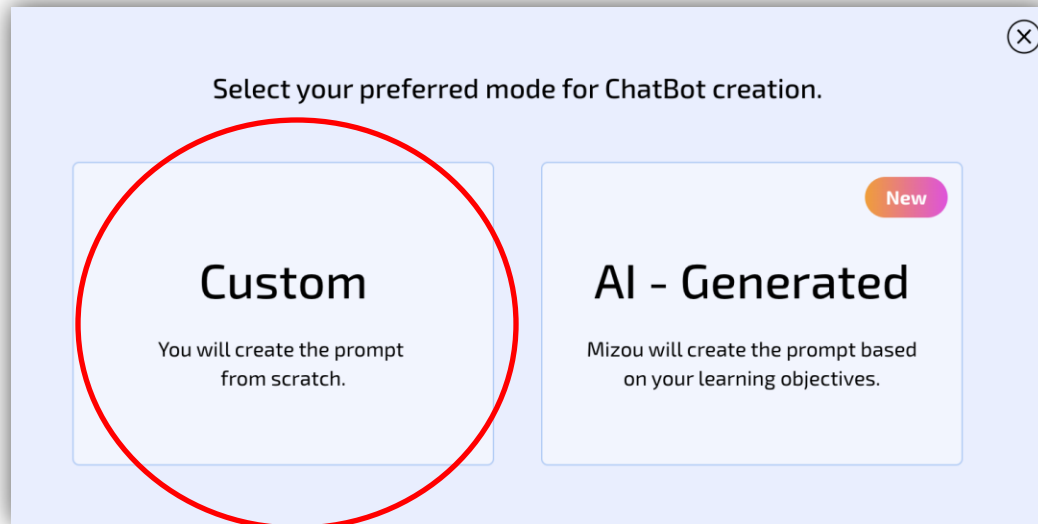 Select your preferred mode for ChatBot creation.
Custom
You will create the prompt
from scratch.
New
AI - Generated
Mizou will create the prompt based
on your learning objectives.